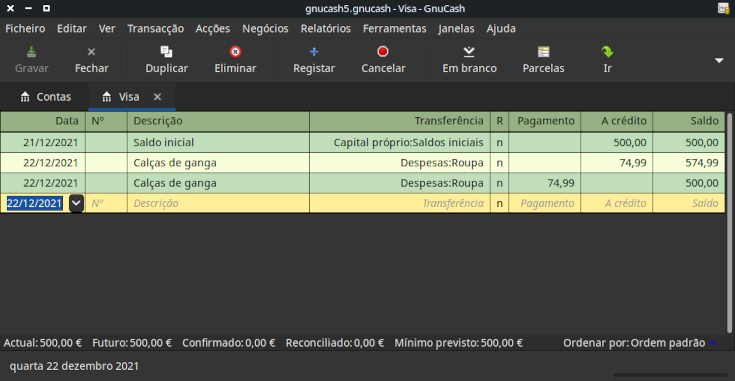 gnucash5.gnucash - Visa - GnuCash
Ficheiro Editar Ver Transacção Acções Negócios Relatórios Ferramentas Janelas Ajuda
Gravar Fechar Duplicar Eliminar Registar Cancelar Em branco Parcelas Ir
Contas Visa
Data Nº Descrição Transferência R Pagamento A crédito Saldo
21/12/2021 Saldo inicial Capital próprio:Saldos iniciais n 500,00 500,00
22/12/2021 Calças de ganga Despesas:Roupa n 74,99 574,99
22/12/2021 Calças de ganga Despesas:Roupa n 74,99 500,00
22/12/2021 Nº Descrição Transferência n Pagamento A crédito Saldo
Actual: 500,00 € Futuro: 500,00 € Confirmado: 0,00 € Reconciliado: 0,00 € Mínimo previsto: 500,00 € Ordenar por: Ordem padrão
quarta 22 dezembro 2021